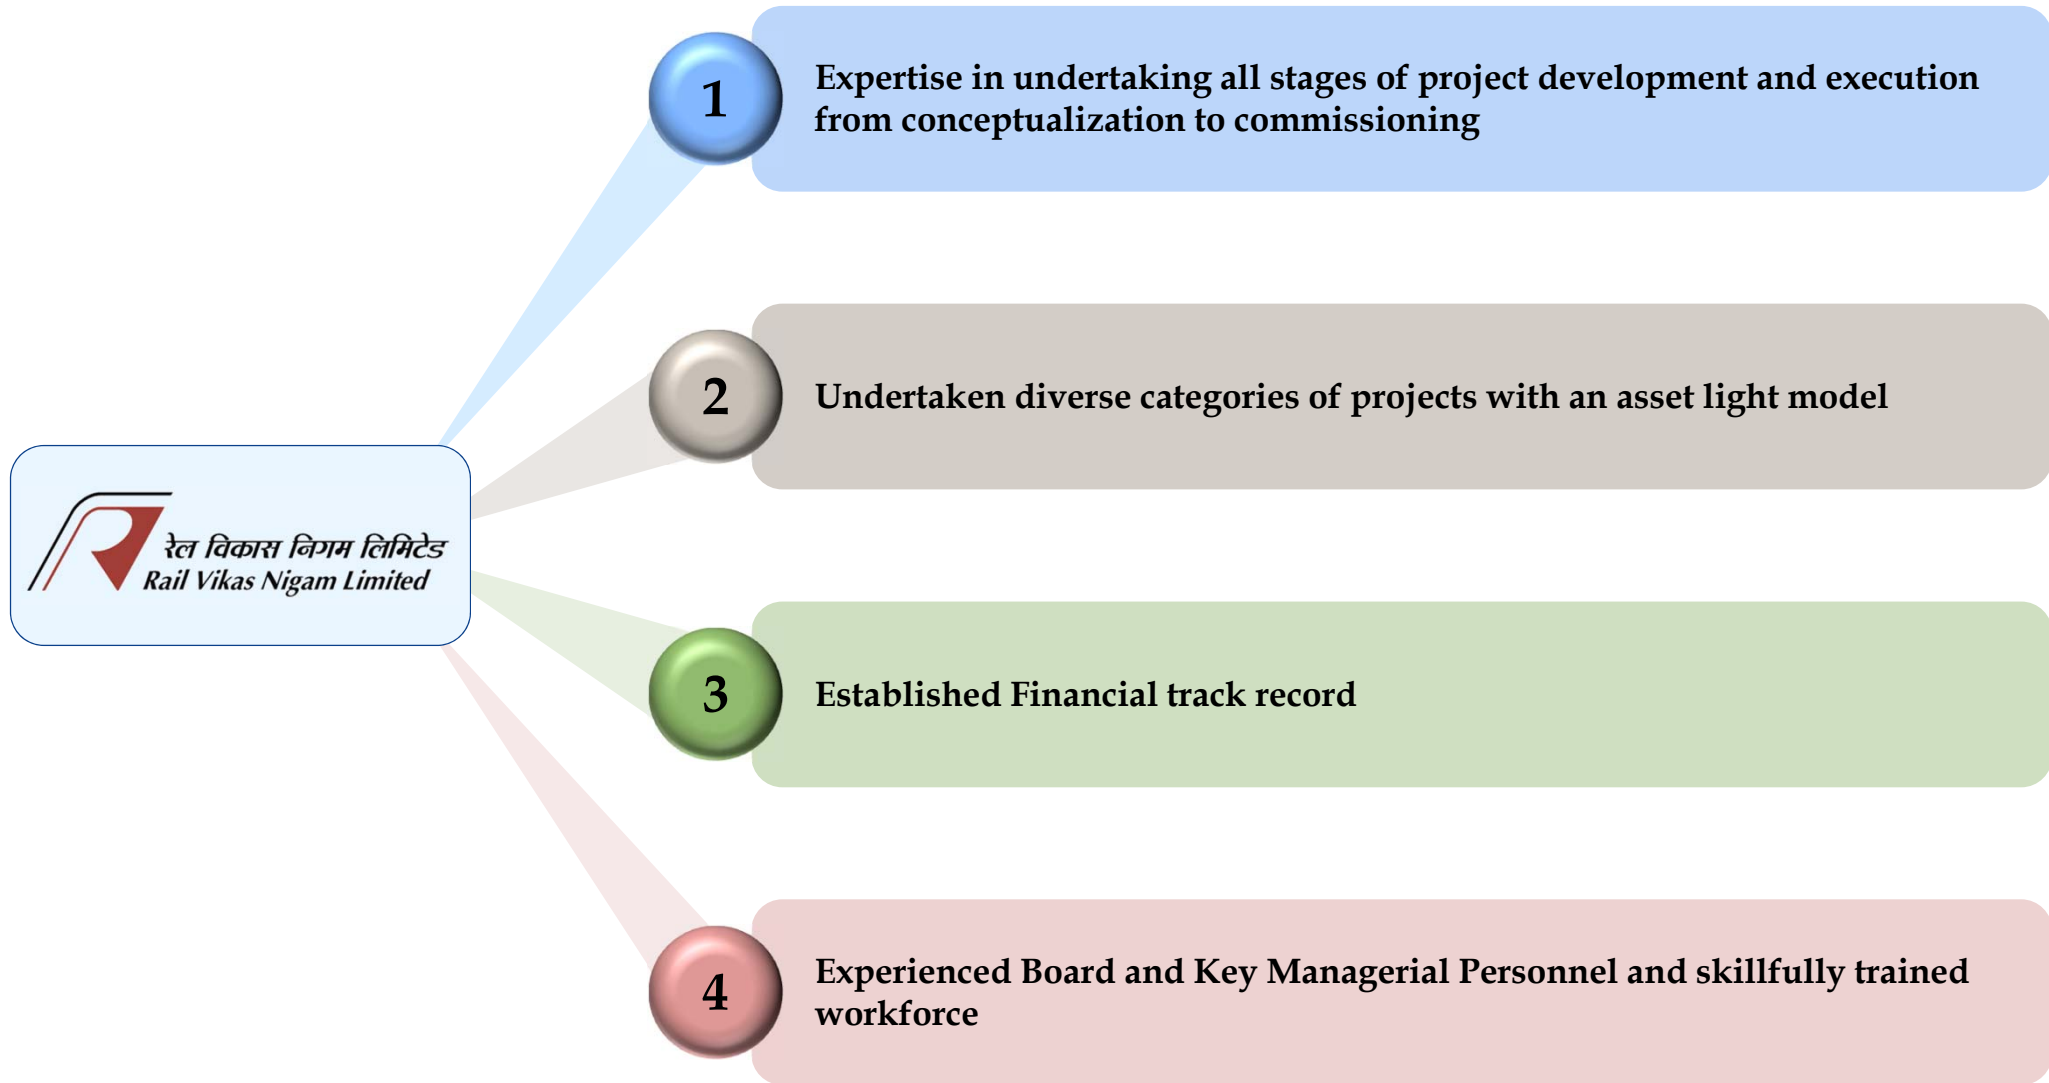 रेल विकास निगम लिमिटेड
Rail Vikas Nigam Limited
1
Expertise in undertaking all stages of project development and execution
from conceptualization to commissioning
2
Undertaken diverse categories of projects with an asset light model
3
Established Financial track record
4
Experienced Board and Key Managerial Personnel and skillfully trained
workforce